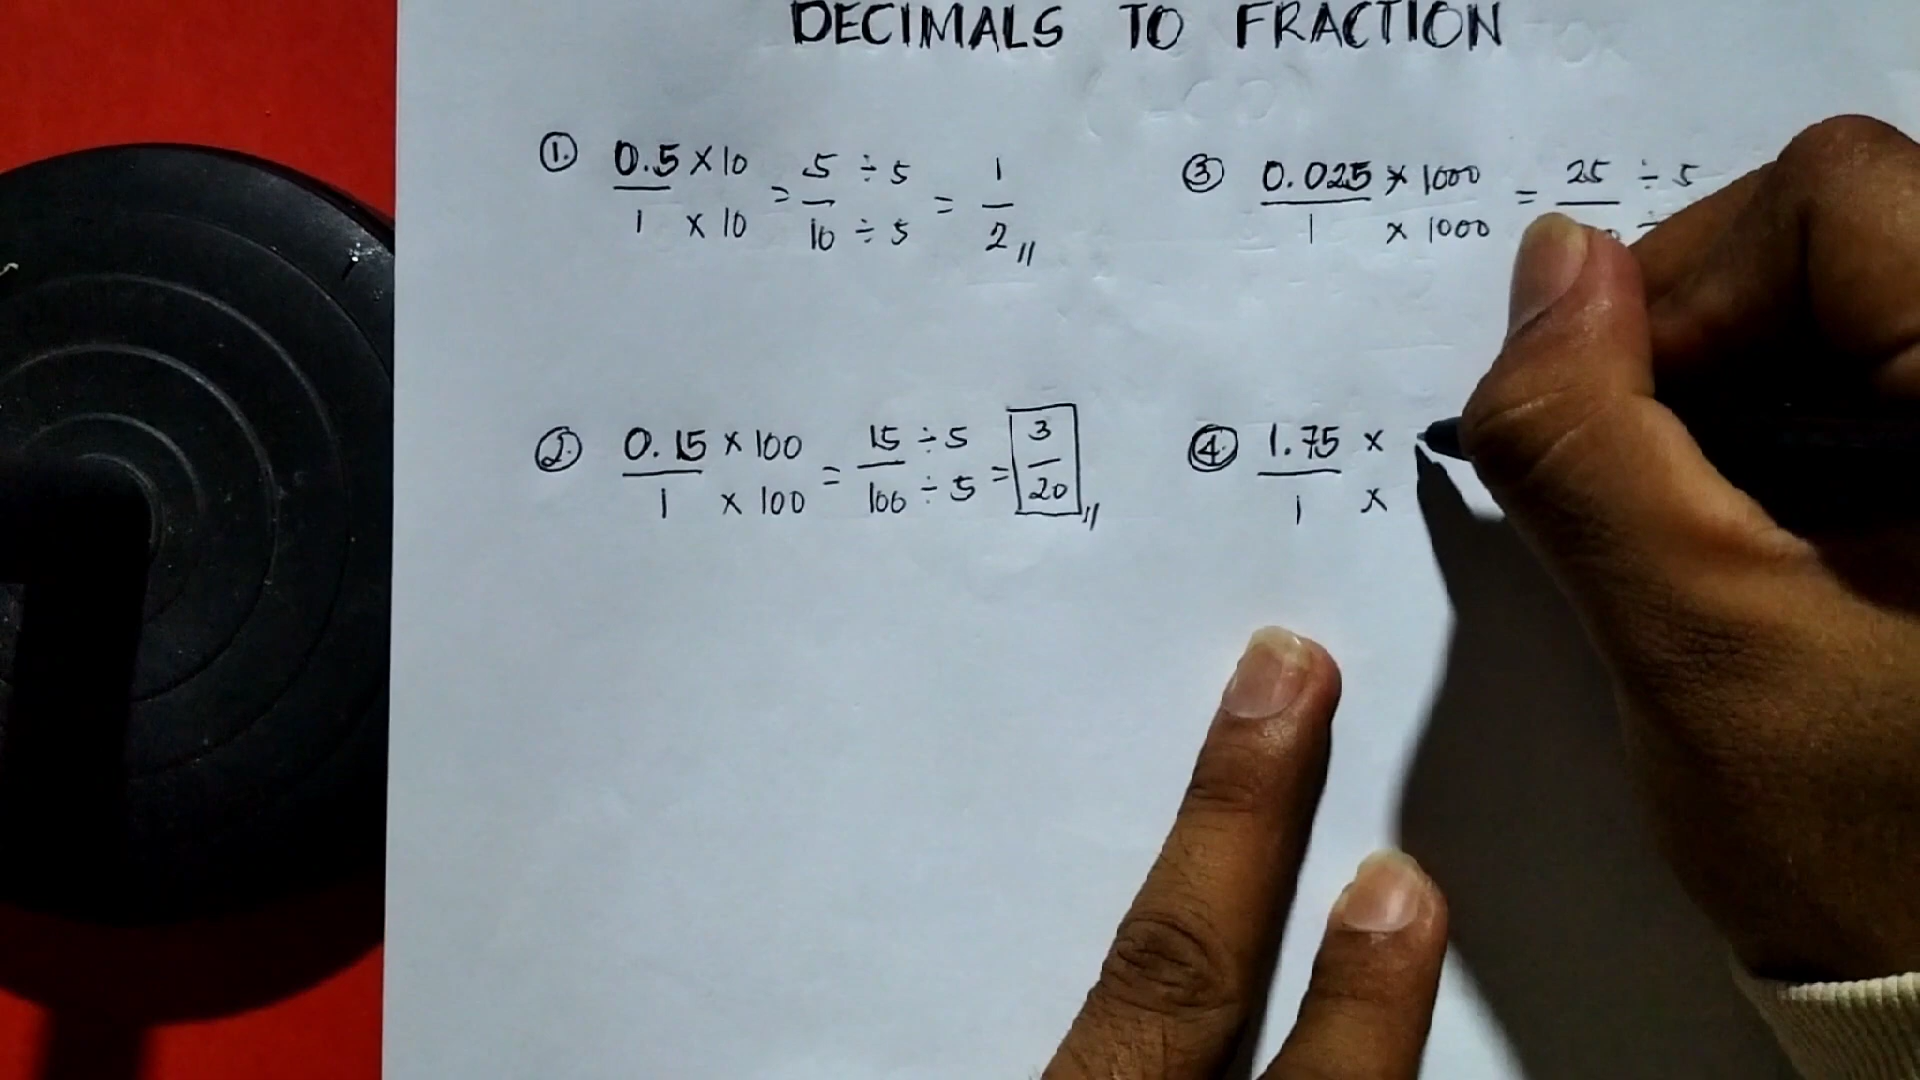 DECIMALS TO FRACTION
① 0.5 × 10 = 5 ÷ 5 = 1
1 × 10 10 ÷ 5 2 //
② 0.15 × 100 = 15 ÷ 5 = 3
1 × 100 100 ÷ 5 20 //
③ 0.025 × 1000 = 25 ÷ 5
1 × 1000
④ 1.75 ×
1 ×